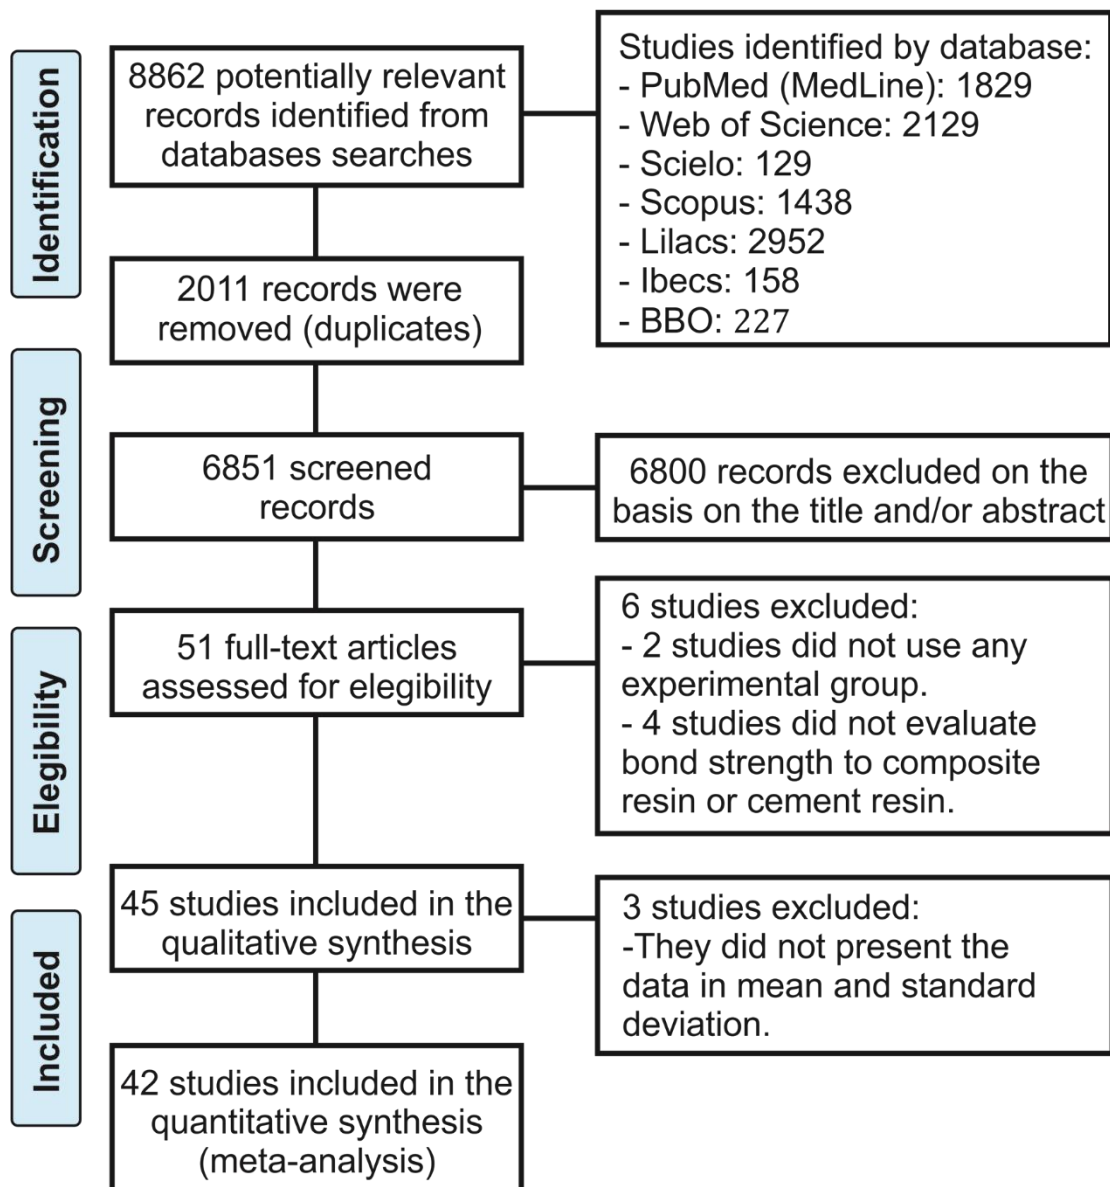 Identification
8862 potentially relevant
records identified from
databases searches
Studies identified by database:
- PubMed (MedLine): 1829
- Web of Science: 2129
- Scielo: 129
- Scopus: 1438
- Lilacs: 2952
- Ibecs: 158
- BBO: 227
2011 records were
removed (duplicates)
Screening
6851 screened
records
6800 records excluded on the
basis on the title and/or abstract
Elegibility
51 full-text articles
assessed for elegibility
6 studies excluded:
- 2 studies did not use any
experimental group.
- 4 studies did not evaluate
bond strength to composite
resin or cement resin.
Included
45 studies included in the
qualitative synthesis
3 studies excluded:
-They did not present the
data in mean and standard
deviation.
42 studies included in the
quantitative synthesis
(meta-analysis)